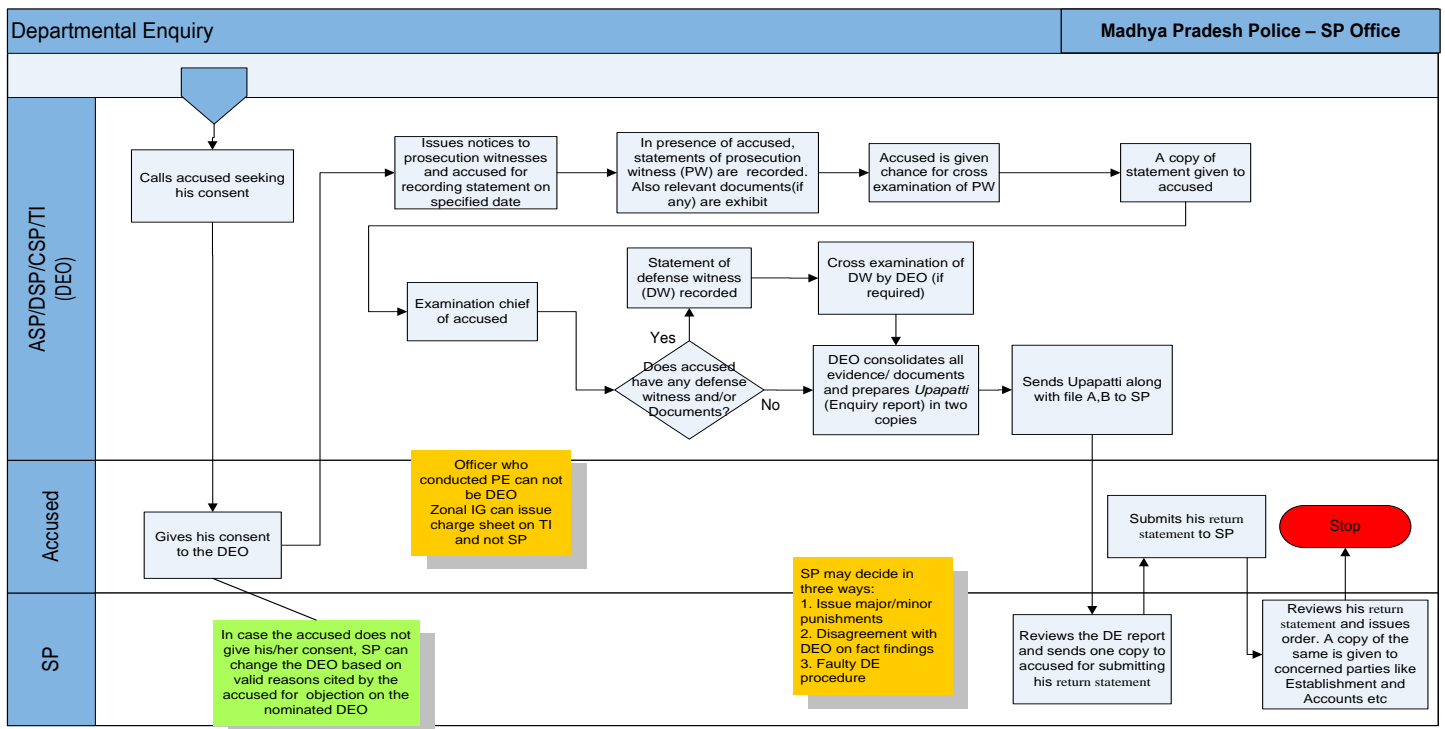 Departmental Enquiry
Madhya Pradesh Police – SP Office
ASP/DSP/CSP/TI
(DEO)
Calls accused seeking
his consent
Issues notices to
prosecution witnesses
and accused for
recording statement on
specified date
In presence of accused,
statements of prosecution
witness (PW) are recorded.
Also relevant documents(if
any) are exhibit
Accused is given
chance for cross
examination of PW
A copy of
statement given to
accused
Examination chief
of accused
Statement of
defense witness
(DW) recorded
Cross examination of
DW by DEO (if
required)
Yes
Does accused
have any defense
witness and/or
Documents?
No
DEO consolidates all
evidence/ documents
and prepares Upapatti
(Enquiry report) in two
copies
Sends Upapatti along
with file A,B to SP
Accused
Gives his consent
to the DEO
Officer who
conducted PE can not
be DEO
Zonal IG can issue
charge sheet on TI
and not SP
Submits his return
statement to SP
Stop
SP
In case the accused does not
give his/her consent, SP can
change the DEO based on
valid reasons cited by the
accused for objection on the
nominated DEO
SP may decide in
three ways:
1. Issue major/minor
punishments
2. Disagreement with
DEO on fact findings
3. Faulty DE
procedure
Reviews the DE report
and sends one copy to
accused for submitting
his return statement
Reviews his return
statement and issues
order. A copy of the
same is given to
concerned parties like
Establishment and
Accounts etc